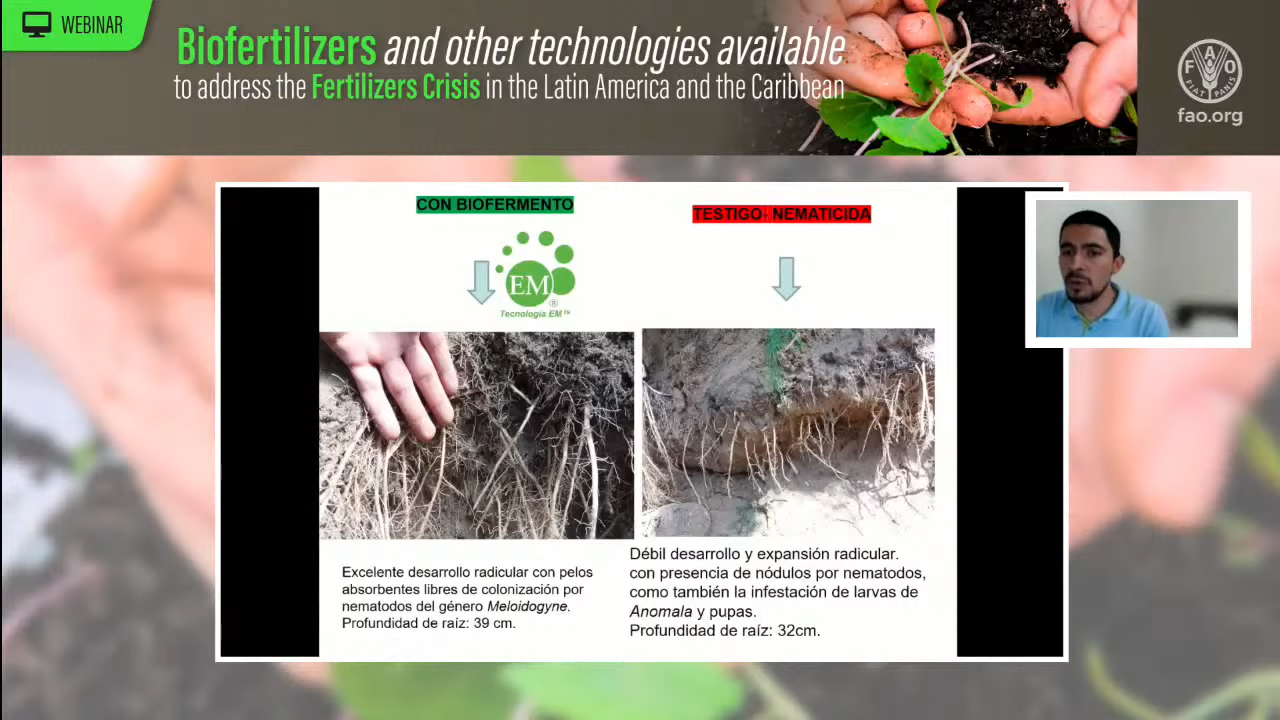 WEBINAR
Biofertilizers and other technologies available
to address the Fertilizers Crisis in the Latin America and the Caribbean
F A O
FIAT PANIS
fao.org
CON BIOFERMENTO
TESTIGO- NEMATICIDA
EM
®
Tecnología EM™
Excelente desarrollo radicular con pelos
absorbentes libres de colonización por
nematodos del género Meloidogyne.
Profundidad de raíz: 39 cm.
Débil desarrollo y expansión radicular.
con presencia de nódulos por nematodos,
como también la infestación de larvas de
Anomala y pupas.
Profundidad de raíz: 32cm.